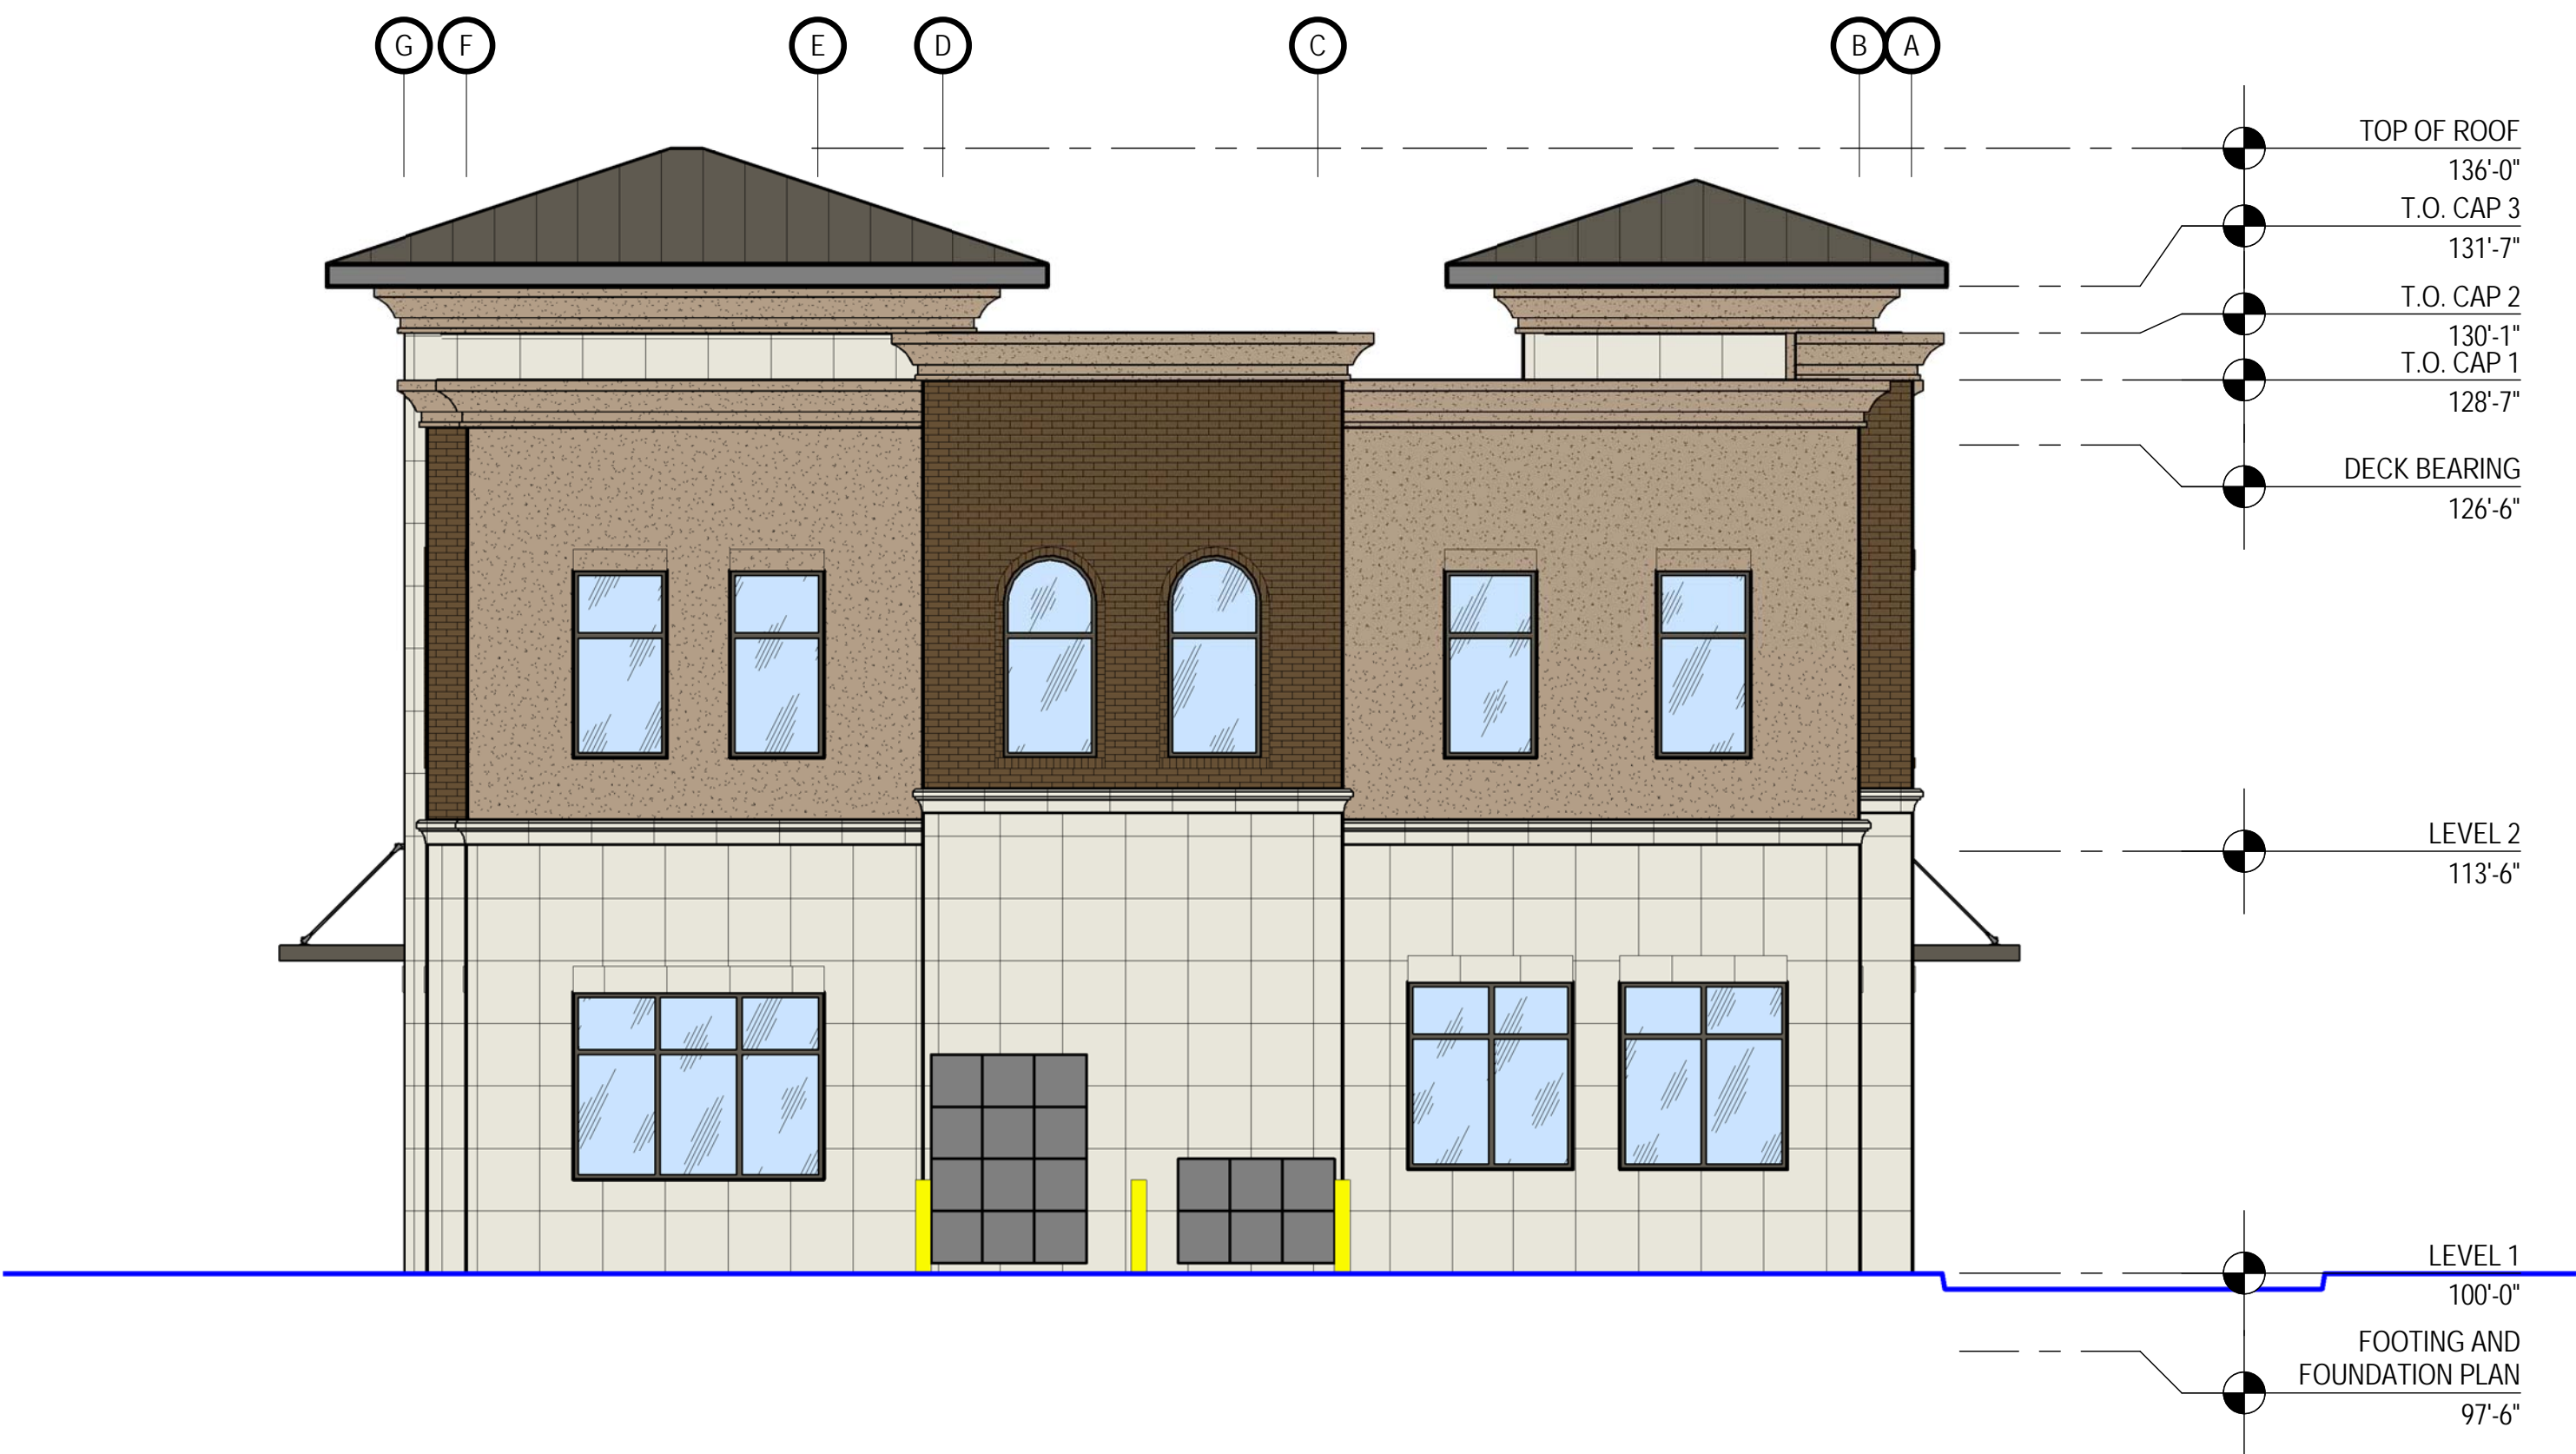 G F E D C B A
TOP OF ROOF
136'-0"
T.O. CAP 3
131'-7"
T.O. CAP 2
130'-1"
T.O. CAP 1
128'-7"
DECK BEARING
126'-6"
LEVEL 2
113'-6"
LEVEL 1
100'-0"
FOOTING AND
FOUNDATION PLAN
97'-6"